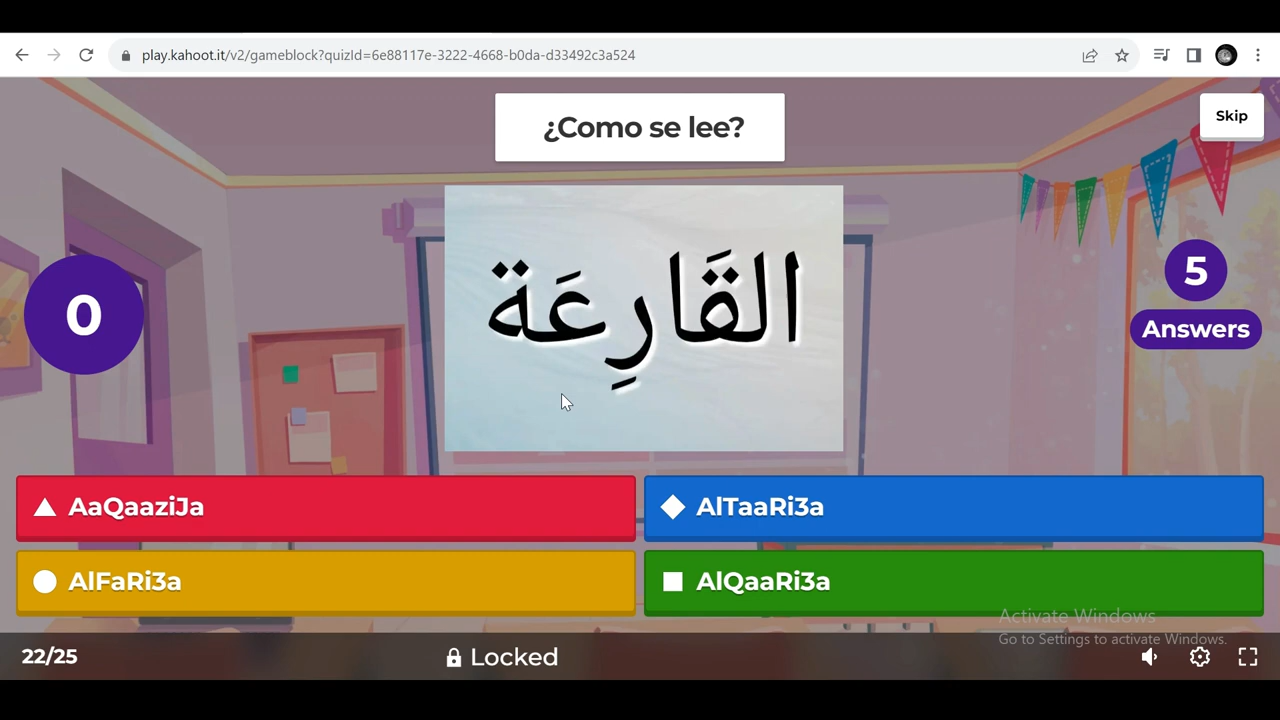 play.kahoot.it/v2/gameblock?quizId=6e88117e-3222-4668-b0da-d33492c3a524
¿Como se lee?
Skip
القَارِعَة
0
5
Answers
AaQaaziJa
AlTaaRi3a
AlFaRi3a
AlQaaRi3a
Activate Windows
Go to Settings to activate Windows.
22/25
Locked